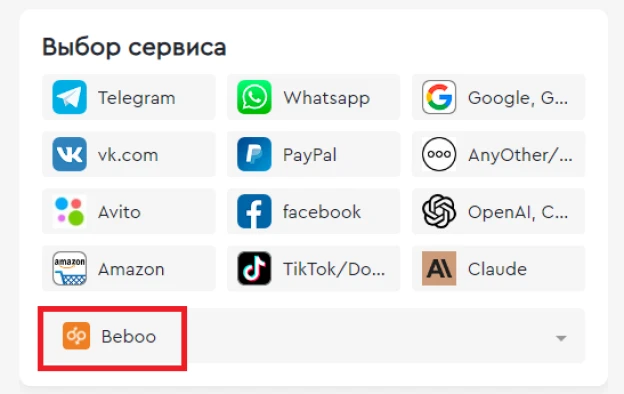 Выбор сервиса
Telegram
Whatsapp
Google, G...
vk.com
PayPal
AnyOther/...
Avito
facebook
OpenAI, C...
amazon
Amazon
TikTok/Do...
Claude
Beboo